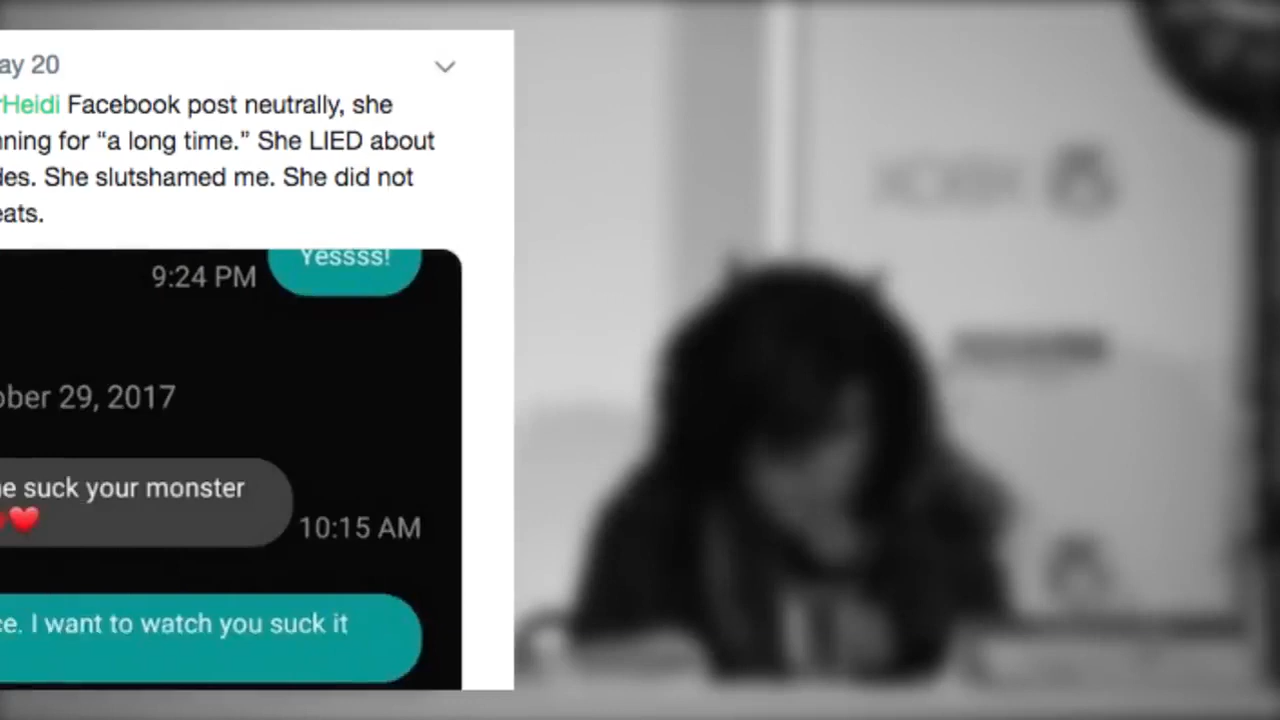 ay 20
rHeidi Facebook post neutrally, she
nning for “a long time.” She LIED about
des. She slutshamed me. She did not
eats.
Yessss!
9:24 PM
ober 29, 2017
e suck your monster
❤️
10:15 AM
ce. I want to watch you suck it